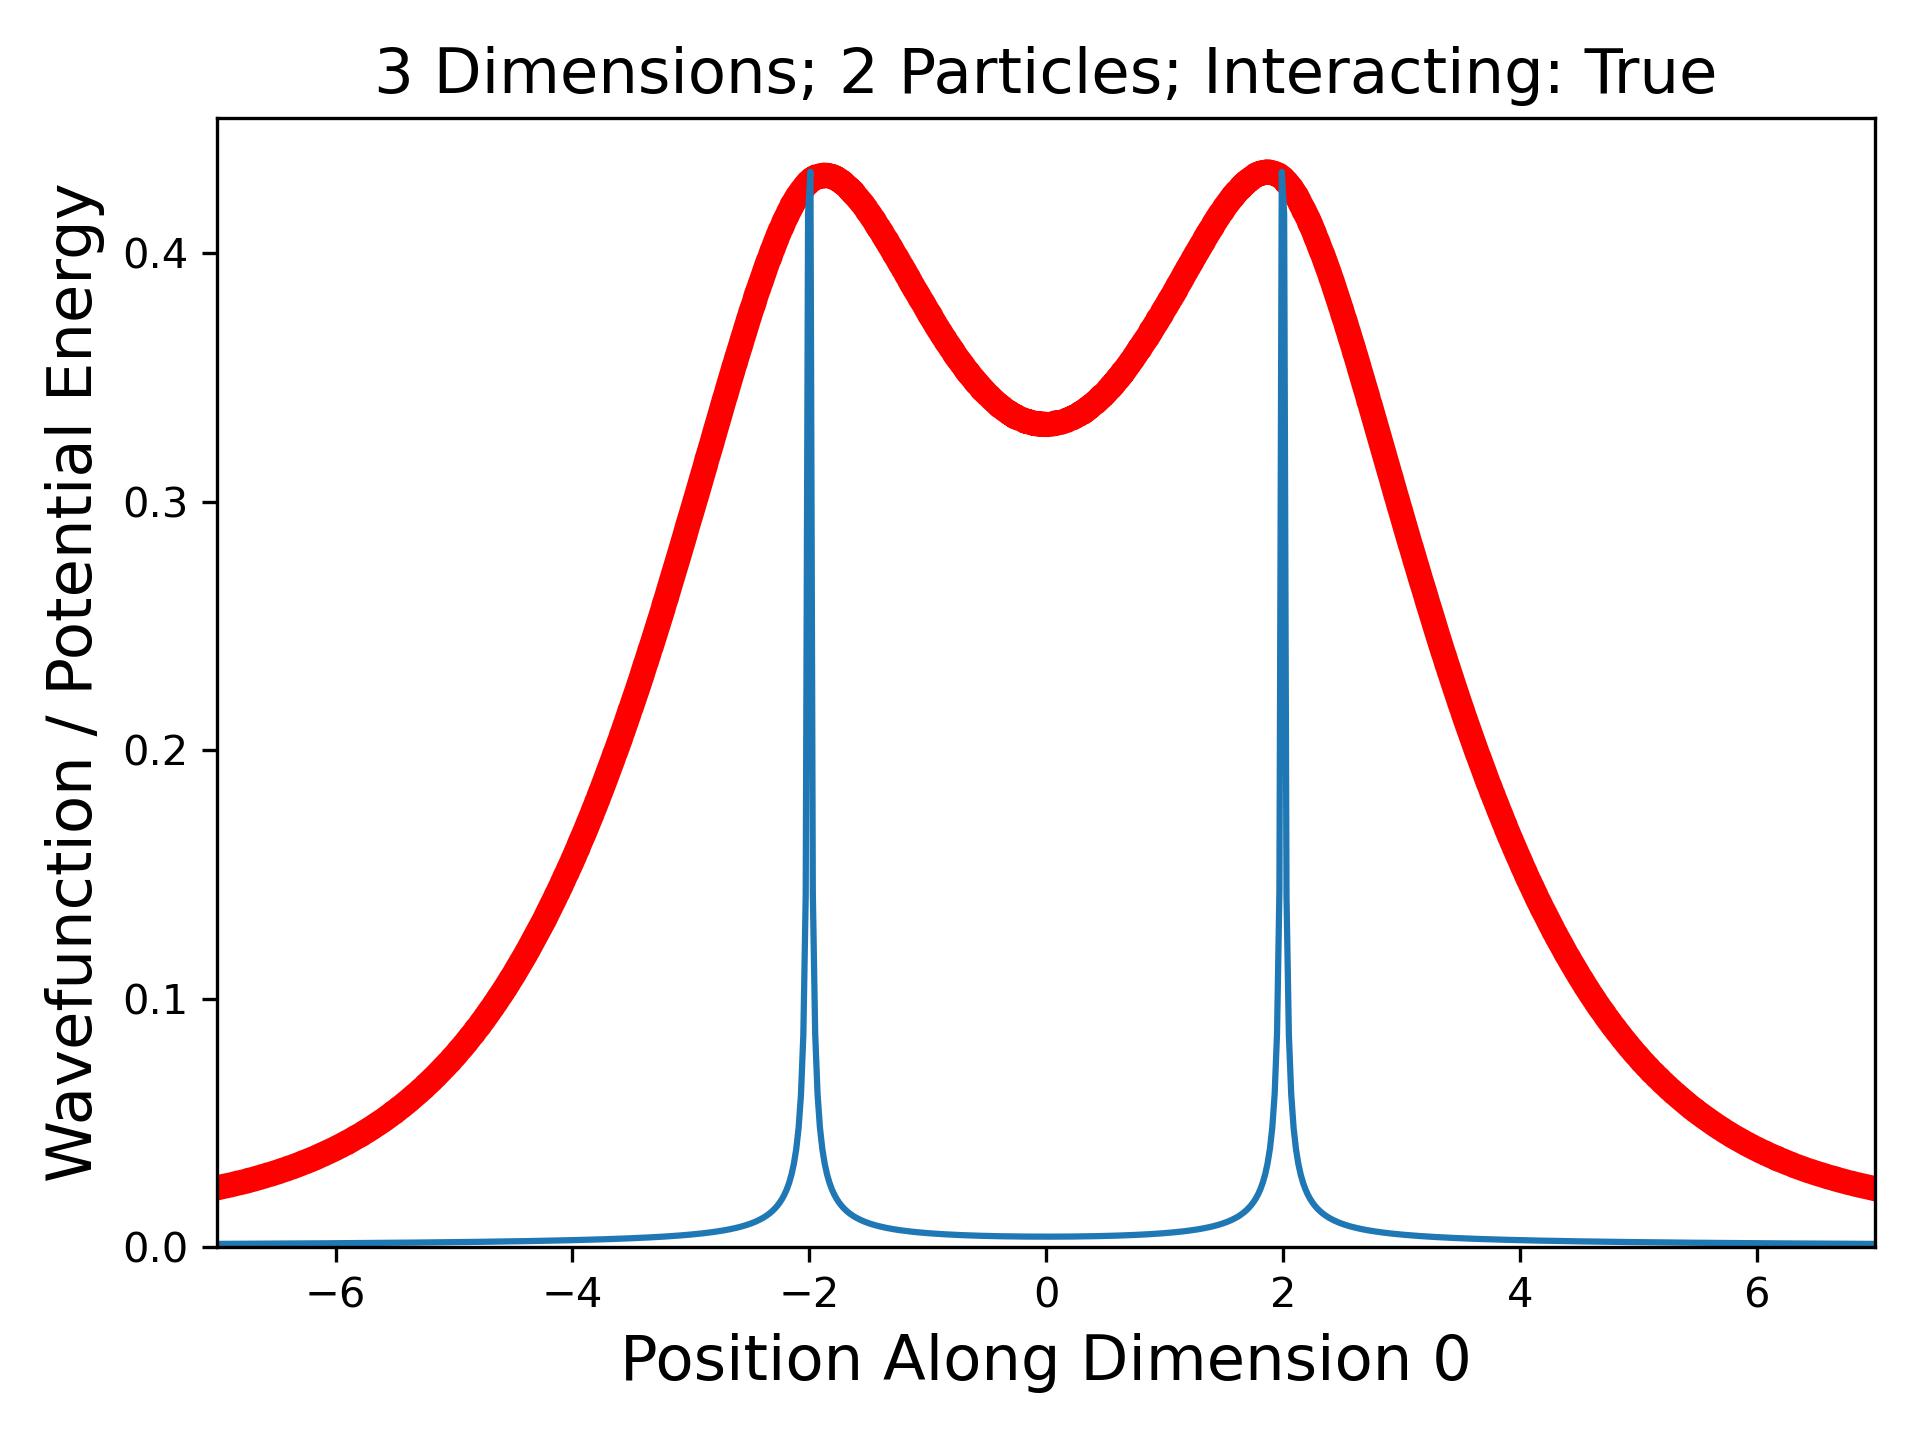 3 Dimensions; 2 Particles; Interacting: True
Wavefunction / Potential Energy
0.4
0.3
0.2
0.1
0.0
−6 −4 −2 0 2 4 6
Position Along Dimension 0